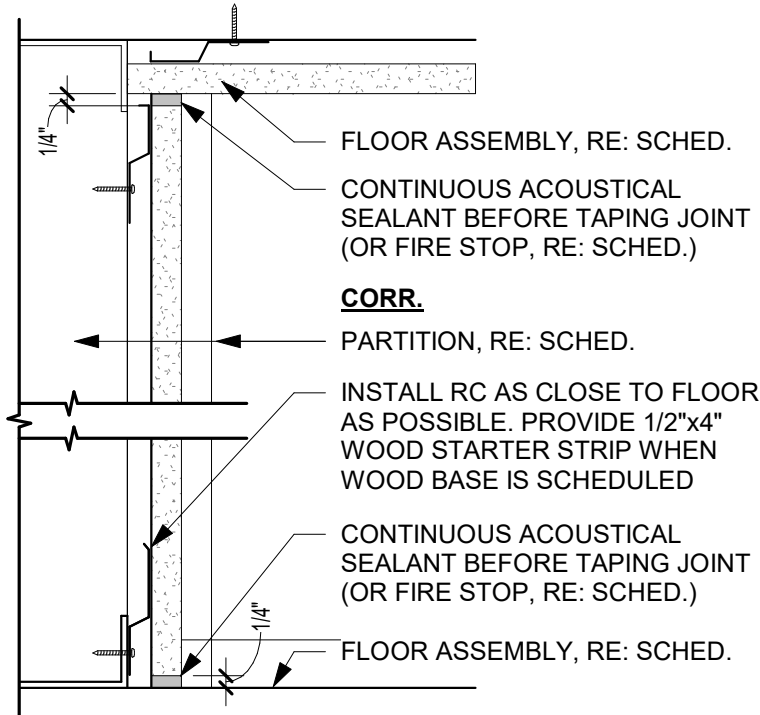 1/4"
FLOOR ASSEMBLY, RE: SCHED.
CONTINUOUS ACOUSTICAL
SEALANT BEFORE TAPING JOINT
(OR FIRE STOP, RE: SCHED.)
CORR.
PARTITION, RE: SCHED.
INSTALL RC AS CLOSE TO FLOOR
AS POSSIBLE. PROVIDE 1/2"x4"
WOOD STARTER STRIP WHEN
WOOD BASE IS SCHEDULED
CONTINUOUS ACOUSTICAL
SEALANT BEFORE TAPING JOINT
(OR FIRE STOP, RE: SCHED.)
1/4"
FLOOR ASSEMBLY, RE: SCHED.